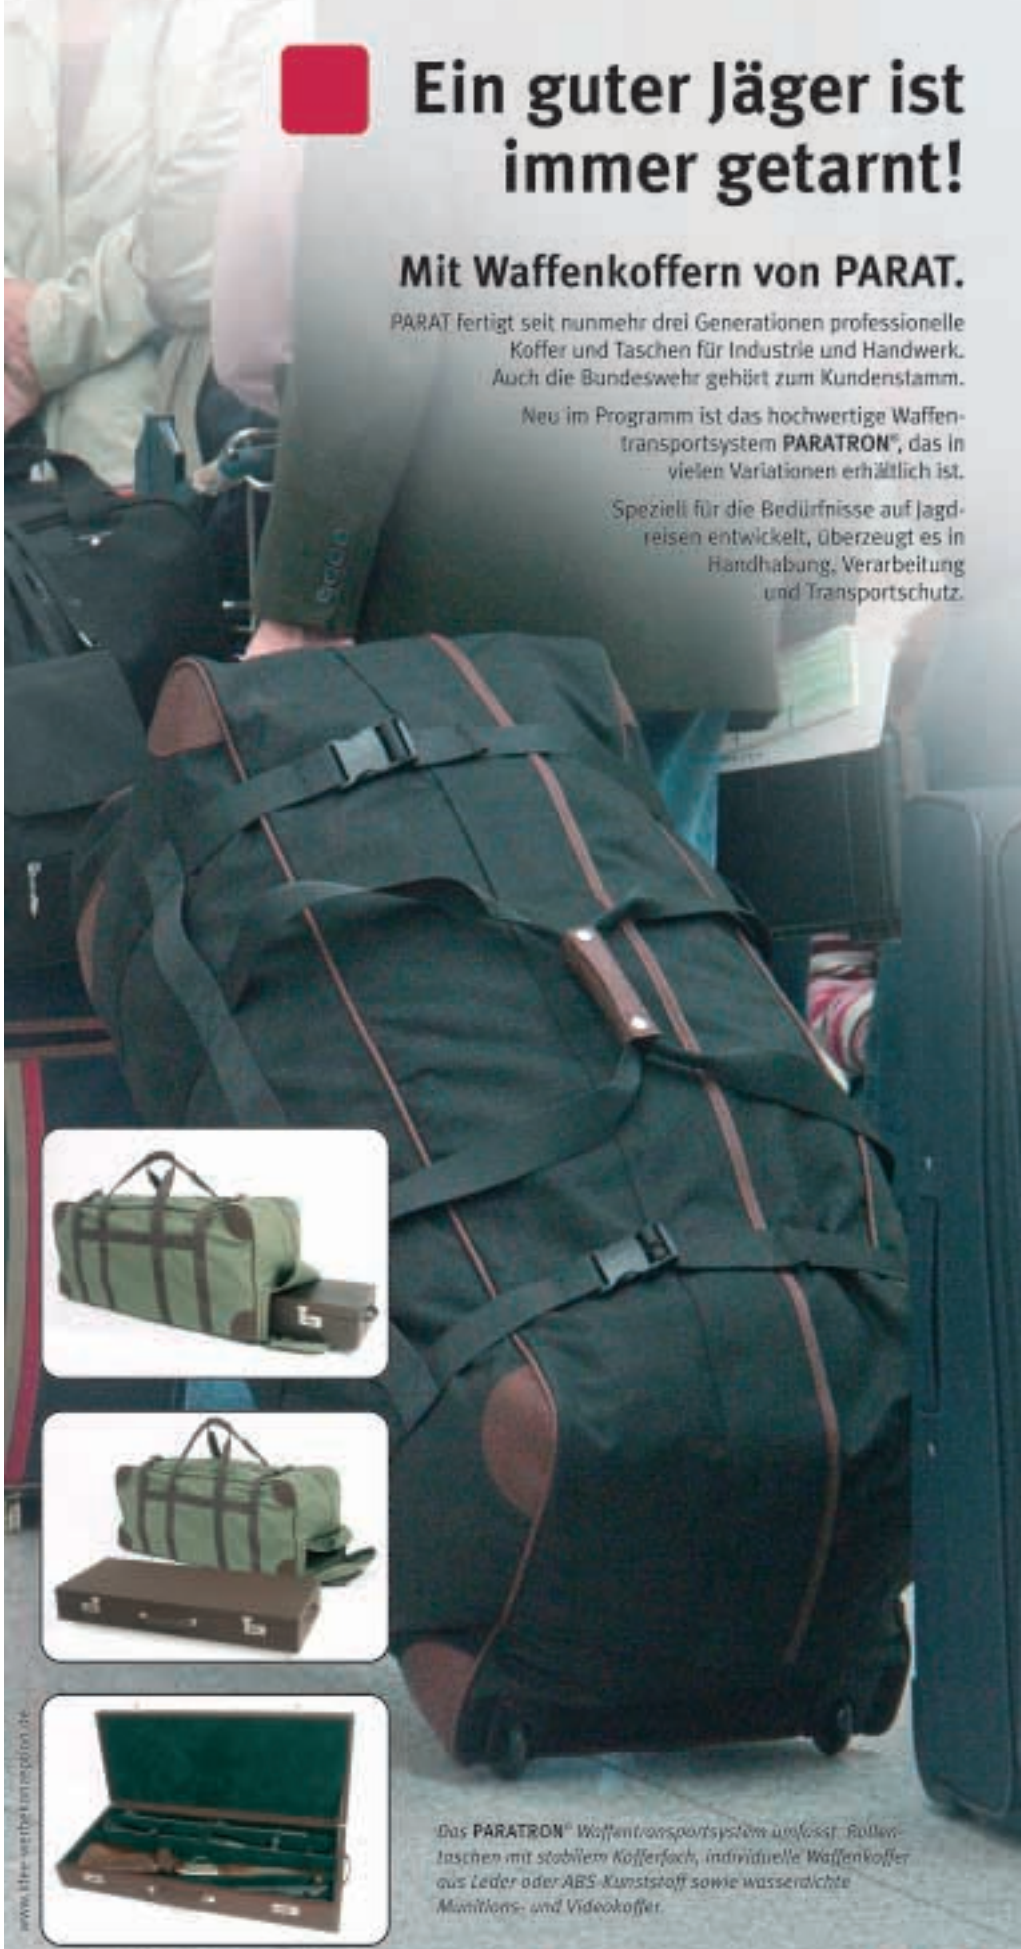 Ein guter Jäger ist
immer getarnt!
Mit Waffenkoffern von PARAT.
PARAT fertigt seit nunmehr drei Generationen professionelle
Koffer und Taschen für Industrie und Handwerk.
Auch die Bundeswehr gehört zum Kundenstamm.
Neu im Programm ist das hochwertige Waffen-
transportsystem PARATRON®, das in
vielen Variationen erhältlich ist.
Speziell für die Bedürfnisse auf Jagd-
reisen entwickelt, überzeugt es in
Handhabung, Verarbeitung
und Transportschutz.
Das PARATRON® Waffentransportsystem umfasst: Rollen-
taschen mit stabilem Kofferfach, individuelle Waffenkoffer
aus Leder oder ABS-Kunststoff sowie wasserdichte
Munitions- und Videokoffer.